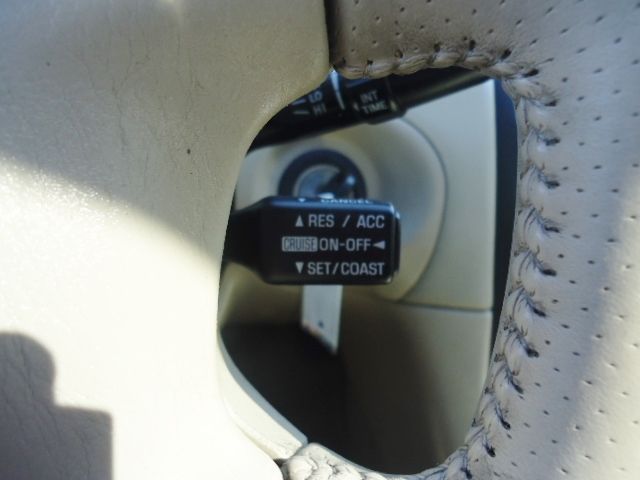 LO
HI
INT
TIME
▼ CANCEL
▲ RES / ACC
CRUISE ON-OFF ◄
▼ SET/COAST